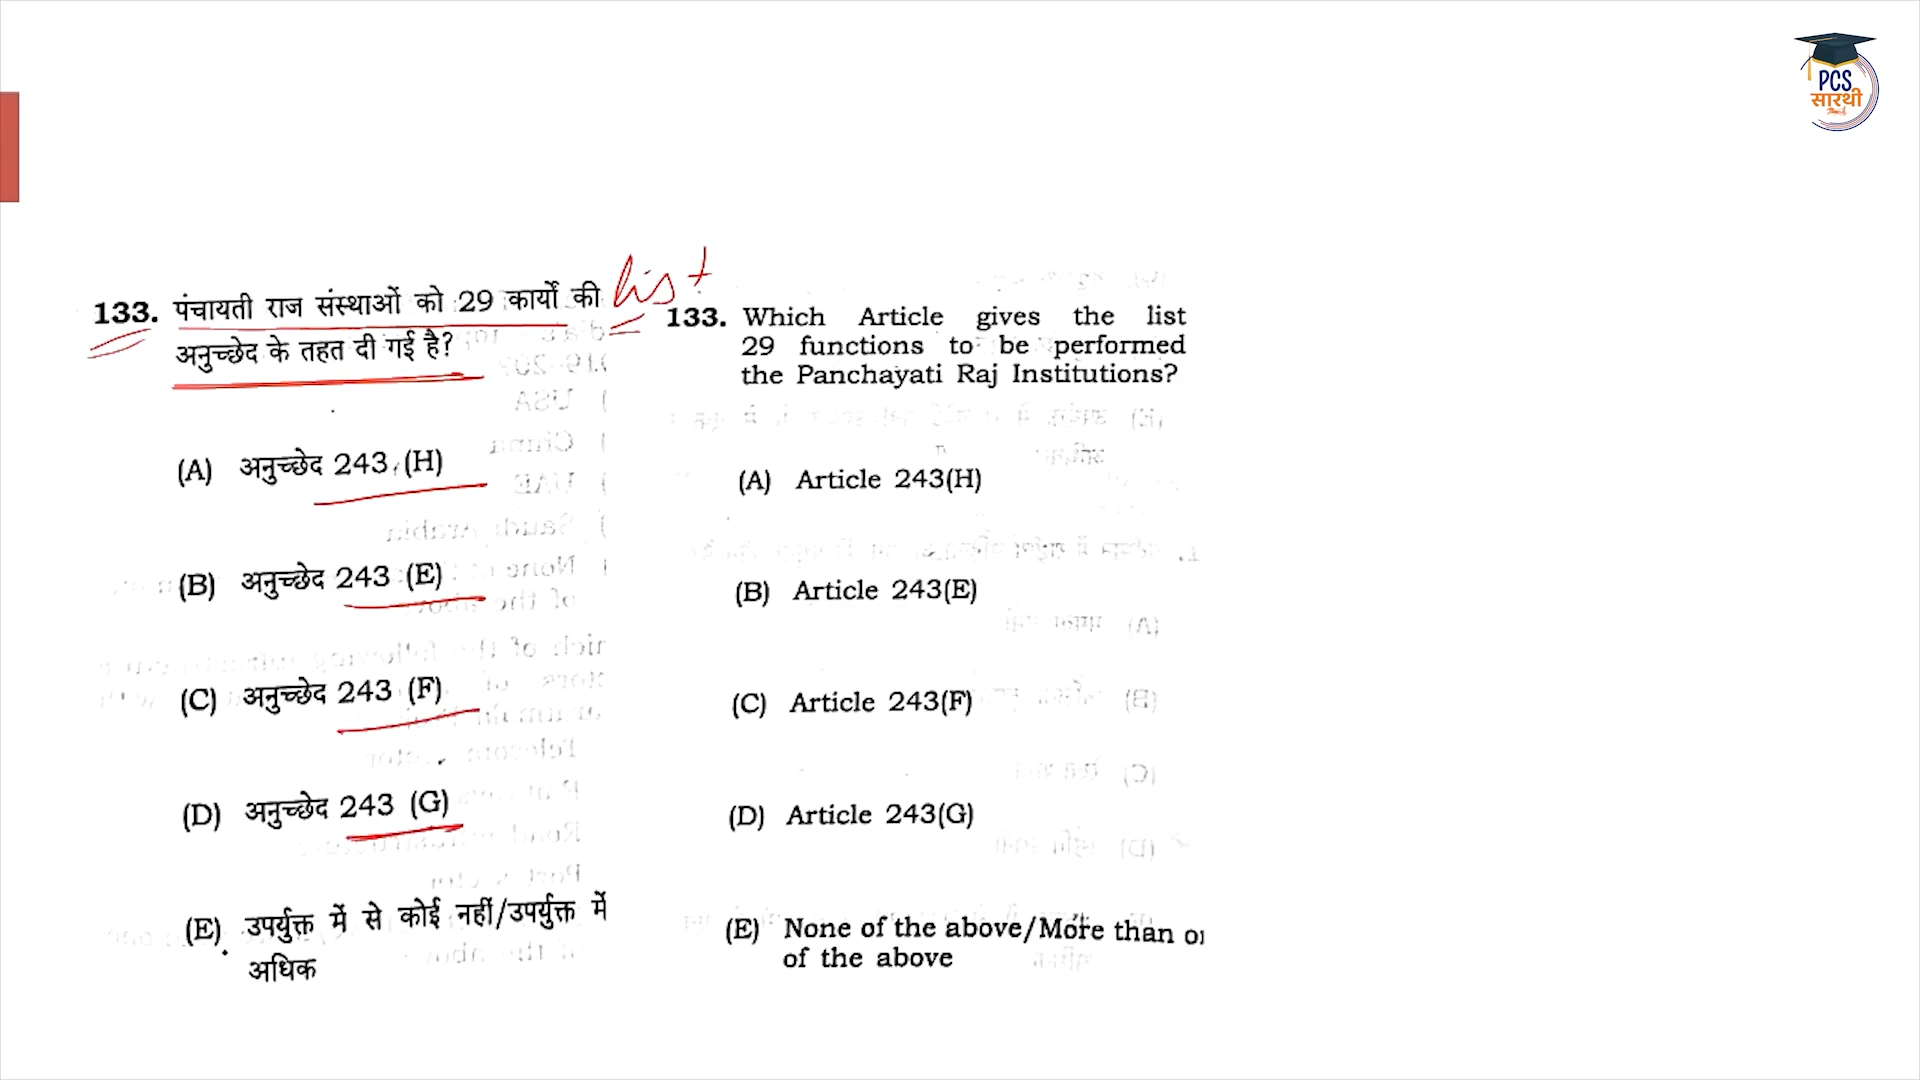 PCS
सारथी
133. पंचायती राज संस्थाओं को 29 कार्यों की
list
अनुच्छेद के तहत दी गई है?
(A) अनुच्छेद 243 (H)
(B) अनुच्छेद 243 (E)
(C) अनुच्छेद 243 (F)
(D) अनुच्छेद 243 (G)
(E) उपर्युक्त में से कोई नहीं/उपर्युक्त में
अधिक
133. Which Article gives the list
29 functions to be performed
the Panchayati Raj Institutions?
(A) Article 243(H)
(B) Article 243(E)
(C) Article 243(F)
(D) Article 243(G)
(E) None of the above/More than
of the above